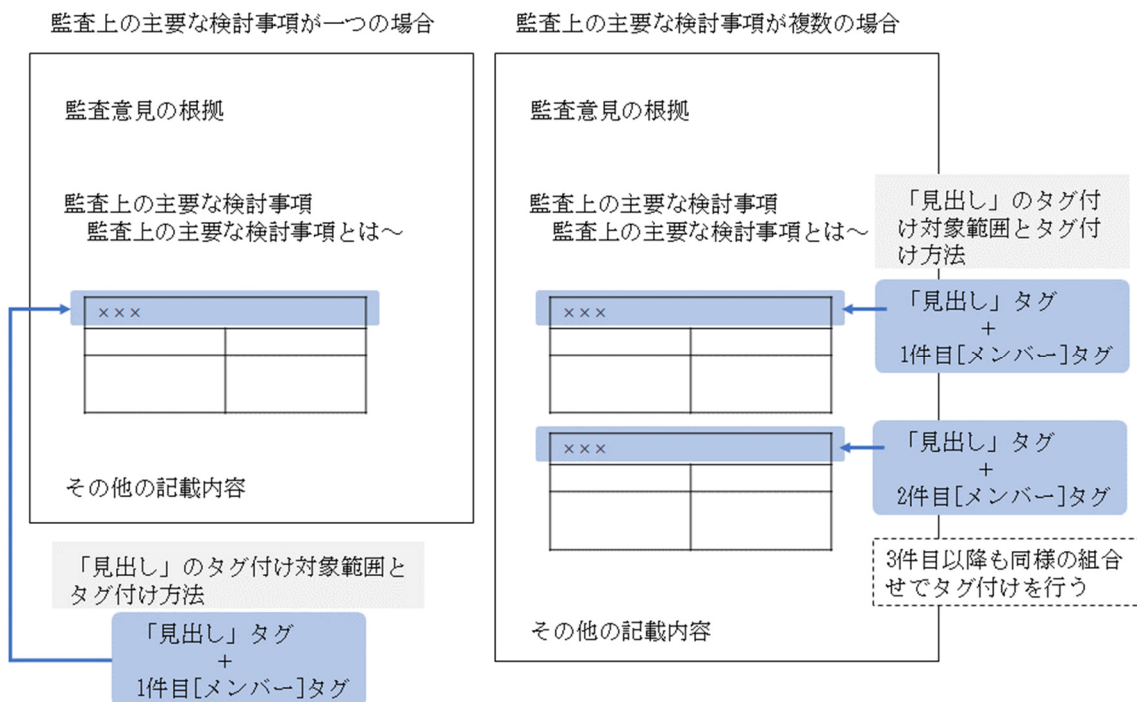 監査上の主要な検討事項が一つの場合
監査意見の根拠
監査上の主要な検討事項
監査上の主要な検討事項とは～
×××
その他の記載内容
「見出し」のタグ付け対象範囲と
タグ付け方法
「見出し」タグ
+
1件目[メンバー]タグ
監査上の主要な検討事項が複数の場合
監査意見の根拠
監査上の主要な検討事項
監査上の主要な検討事項とは～
「見出し」のタグ付
け対象範囲とタグ付
け方法
×××
「見出し」タグ
+
1件目[メンバー]タグ
×××
「見出し」タグ
+
2件目[メンバー]タグ
3件目以降も同様の組合
せでタグ付けを行う
その他の記載内容